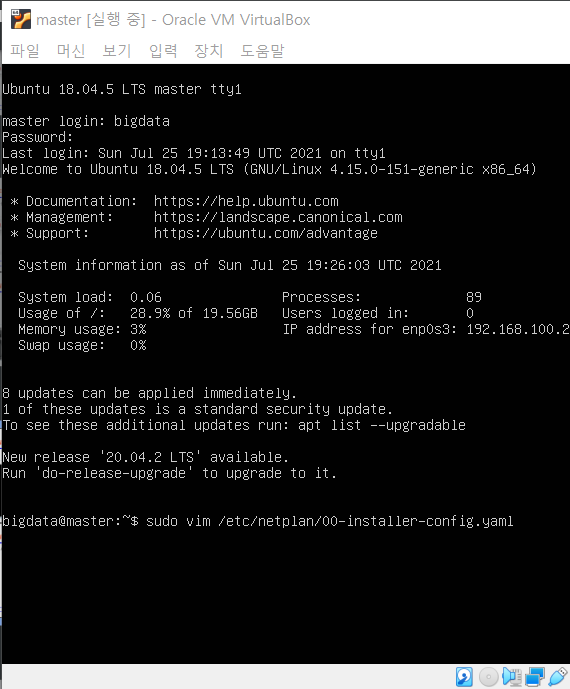 master [실행 중] - Oracle VM VirtualBox
파일 머신 보기 입력 장치 도움말
Ubuntu 18.04.5 LTS master tty1
master login: bigdata
Password:
Last login: Sun Jul 25 19:13:49 UTC 2021 on tty1
Welcome to Ubuntu 18.04.5 LTS (GNU/Linux 4.15.0-151-generic x86_64)
* Documentation: https://help.ubuntu.com
* Management: https://landscape.canonical.com
* Support: https://ubuntu.com/advantage
System information as of Sun Jul 25 19:26:03 UTC 2021
System load: 0.06 Processes: 89
Usage of /: 28.9% of 19.56GB Users logged in: 0
Memory usage: 3% IP address for enp0s3: 192.168.100.2
Swap usage: 0%
8 updates can be applied immediately.
1 of these updates is a standard security update.
To see these additional updates run: apt list --upgradable
New release '20.04.2 LTS' available.
Run 'do-release-upgrade' to upgrade to it.
bigdata@master:~$ sudo vim /etc/netplan/00-installer-config.yaml